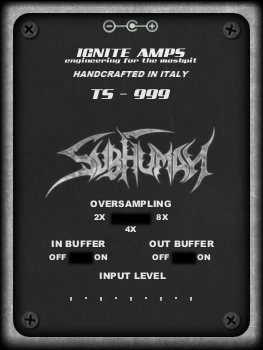 IGNITE AMPS
engineering for the moshpit
HANDCRAFTED IN ITALY
TS - 999
SUBHUMAN
OVERSAMPLING
2X 8X
4X
IN BUFFER OUT BUFFER
OFF ON OFF ON
INPUT LEVEL